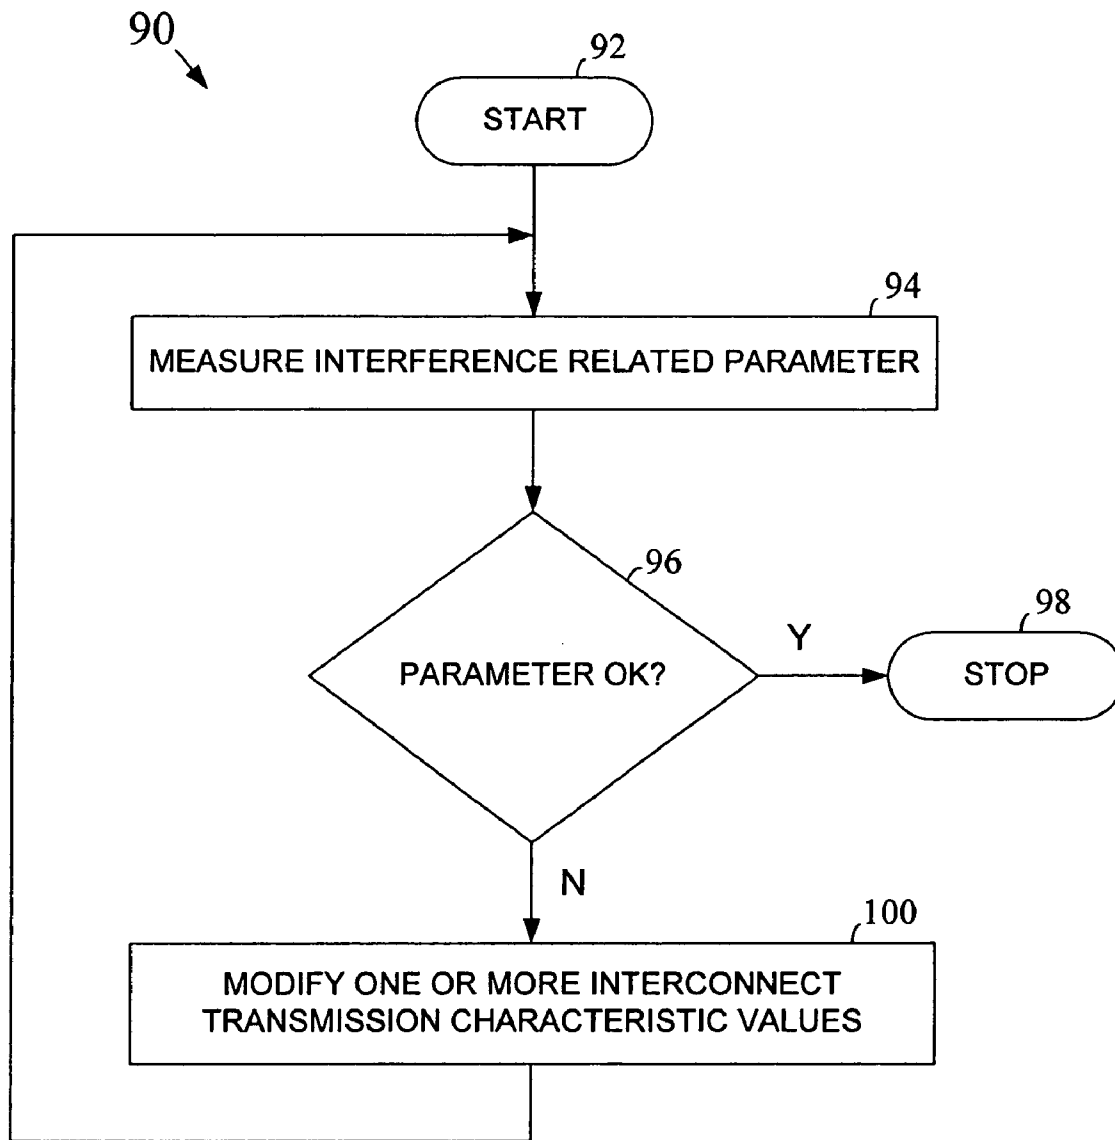 90
92
START
94
MEASURE INTERFERENCE RELATED PARAMETER
96
PARAMETER OK?
Y
98
STOP
N
100
MODIFY ONE OR MORE INTERCONNECT
TRANSMISSION CHARACTERISTIC VALUES